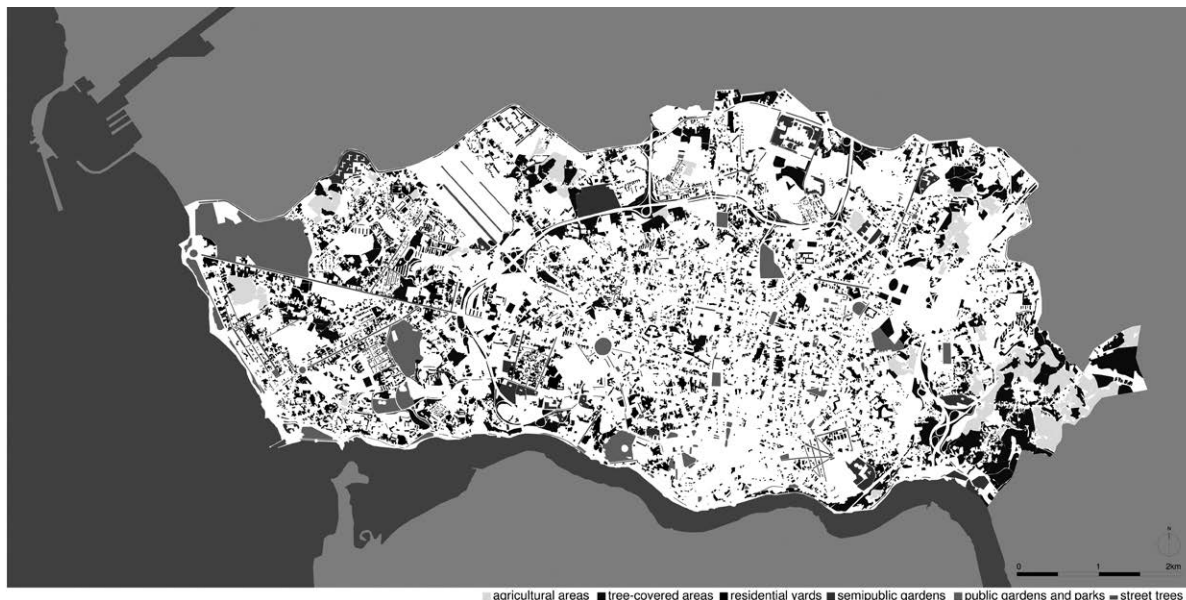 N
0 1 2km
agricultural areas tree-covered areas residential yards semipublic gardens public gardens and parks street trees